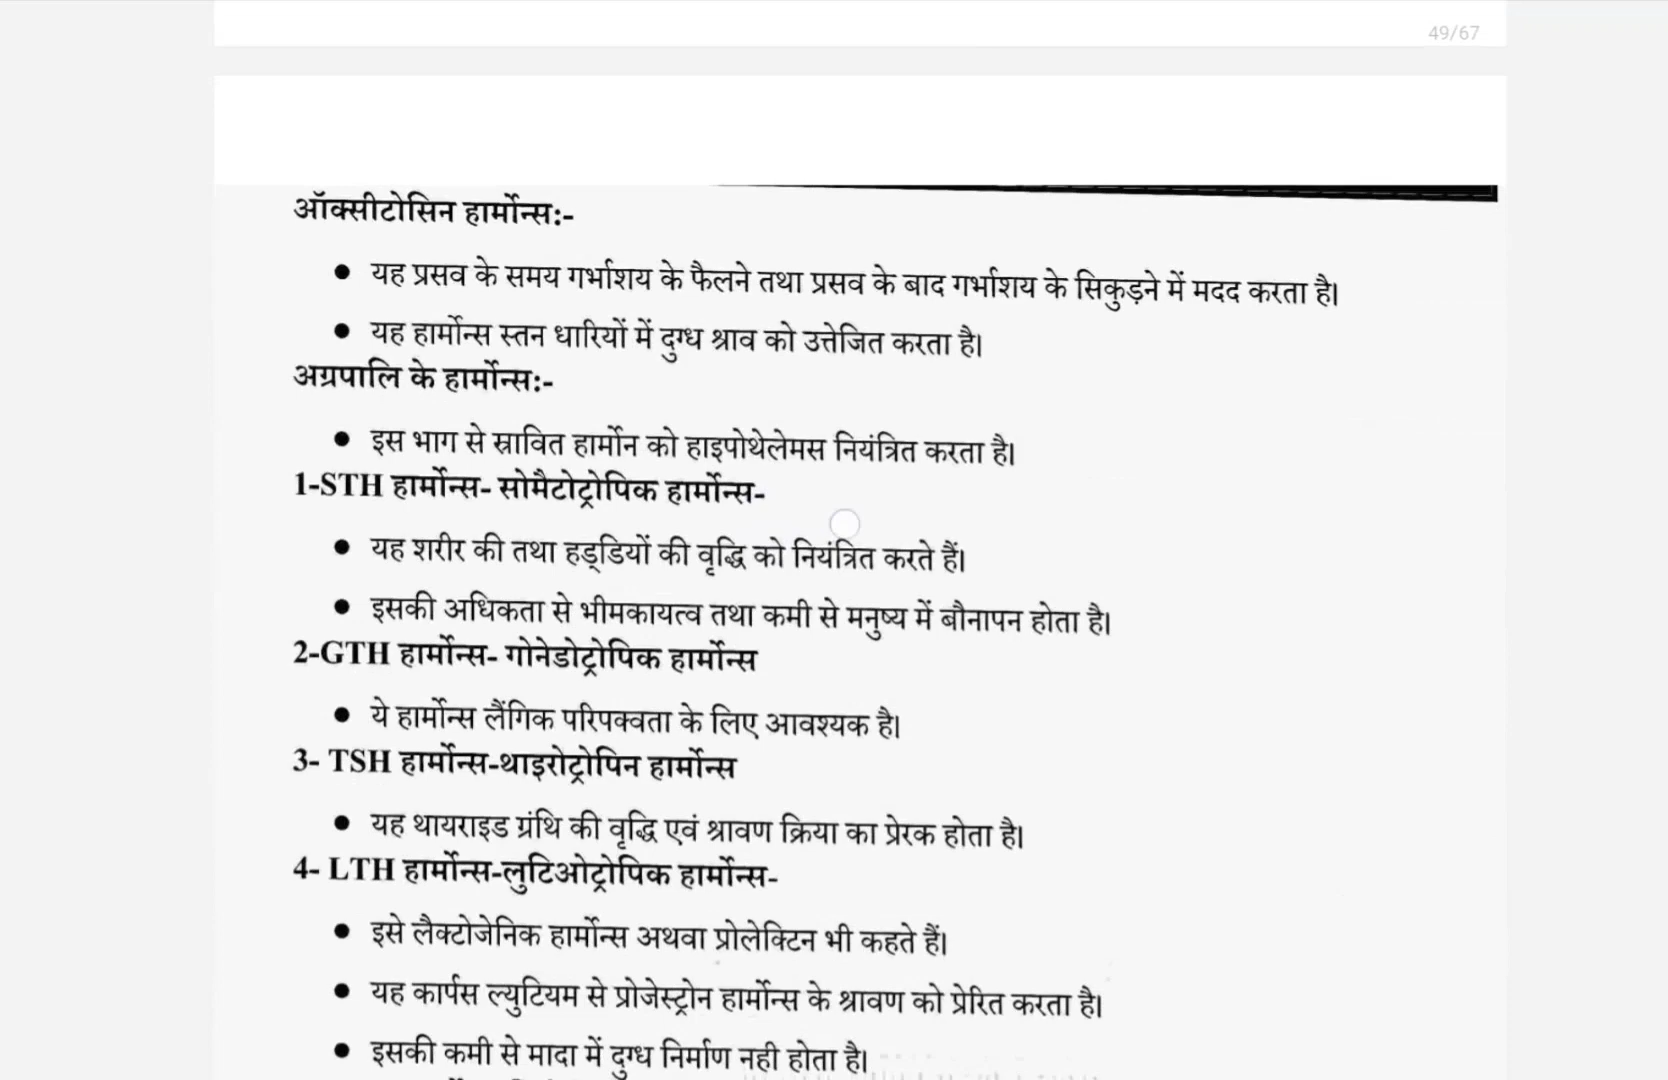 49/67
ऑक्सीटोसिन हार्मोन्स:-
● यह प्रसव के समय गर्भाशय के फैलने तथा प्रसव के बाद गर्भाशय के सिकुड़ने में मदद करता है।
● यह हार्मोन्स स्तन धारियों में दुग्ध श्राव को उत्तेजित करता है।
अग्रपालि के हार्मोन्स:-
● इस भाग से स्रावित हार्मोन को हाइपोथेलेमस नियंत्रित करता है।
1-STH हार्मोन्स- सोमैटोट्रोपिक हार्मोन्स-
● यह शरीर की तथा हड्डियों की वृद्धि को नियंत्रित करते हैं।
● इसकी अधिकता से भीमकायत्व तथा कमी से मनुष्य में बौनापन होता है।
2-GTH हार्मोन्स- गोनेडोट्रोपिक हार्मोन्स
● ये हार्मोन्स लैंगिक परिपक्वता के लिए आवश्यक है।
3- TSH हार्मोन्स-थाइरोट्रोपिन हार्मोन्स
● यह थायराइड ग्रंथि की वृद्धि एवं श्रावण क्रिया का प्रेरक होता है।
4- LTH हार्मोन्स-लुटिओट्रोपिक हार्मोन्स-
● इसे लैक्टोजेनिक हार्मोन्स अथवा प्रोलेक्टिन भी कहते हैं।
● यह कार्पस ल्युटियम से प्रोजेस्ट्रोन हार्मोन्स के श्रावण को प्रेरित करता है।
● इसकी कमी से मादा में दुग्ध निर्माण नही होता है।